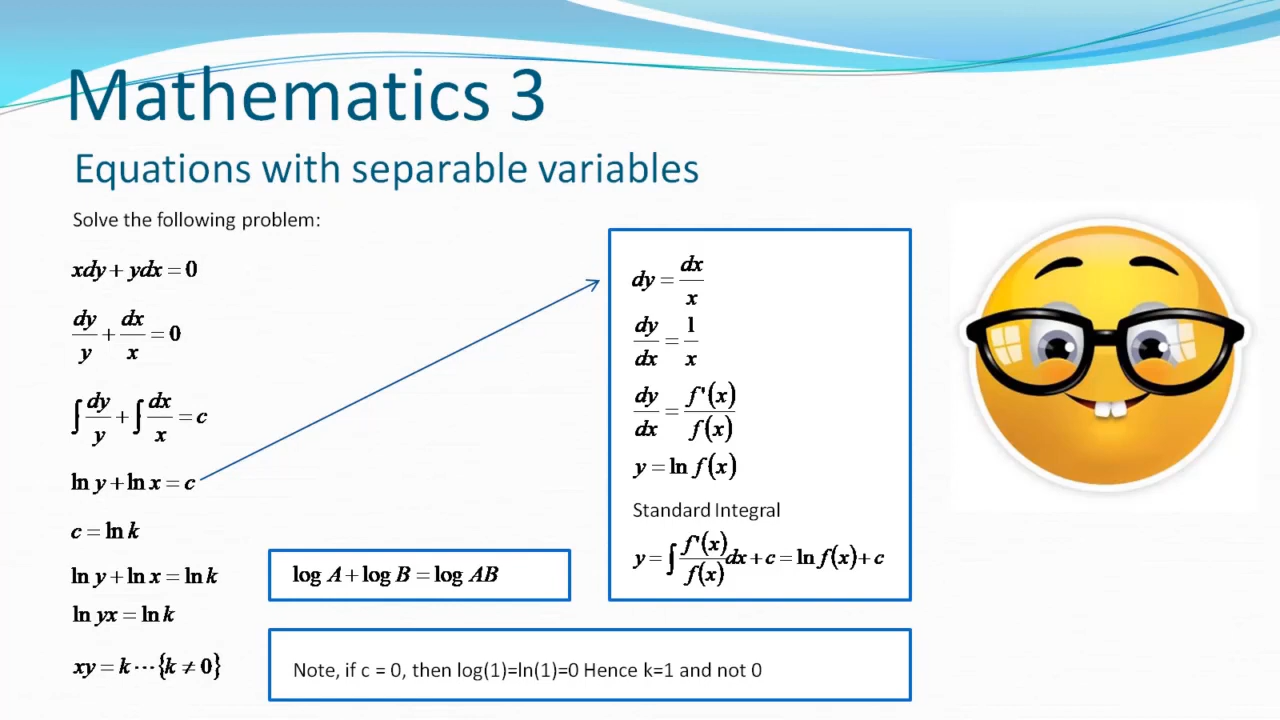 Mathematics 3
Equations with separable variables
Solve the following problem:
xdy + ydx = 0
dy/y + dx/x = 0
∫dy/y + ∫dx/x = c
ln y + ln x = c
c = ln k
ln y + ln x = ln k
ln yx = ln k
xy = k ⋯ {k ≠ 0}
log A + log B = log AB
Note, if c = 0, then log(1)=ln(1)=0 Hence k=1 and not 0
dy = dx/x
dy/dx = 1/x
dy/dx = f'(x)/f(x)
y = ln f(x)
Standard Integral
y = ∫f'(x)/f(x) dx + c = ln f(x) + c